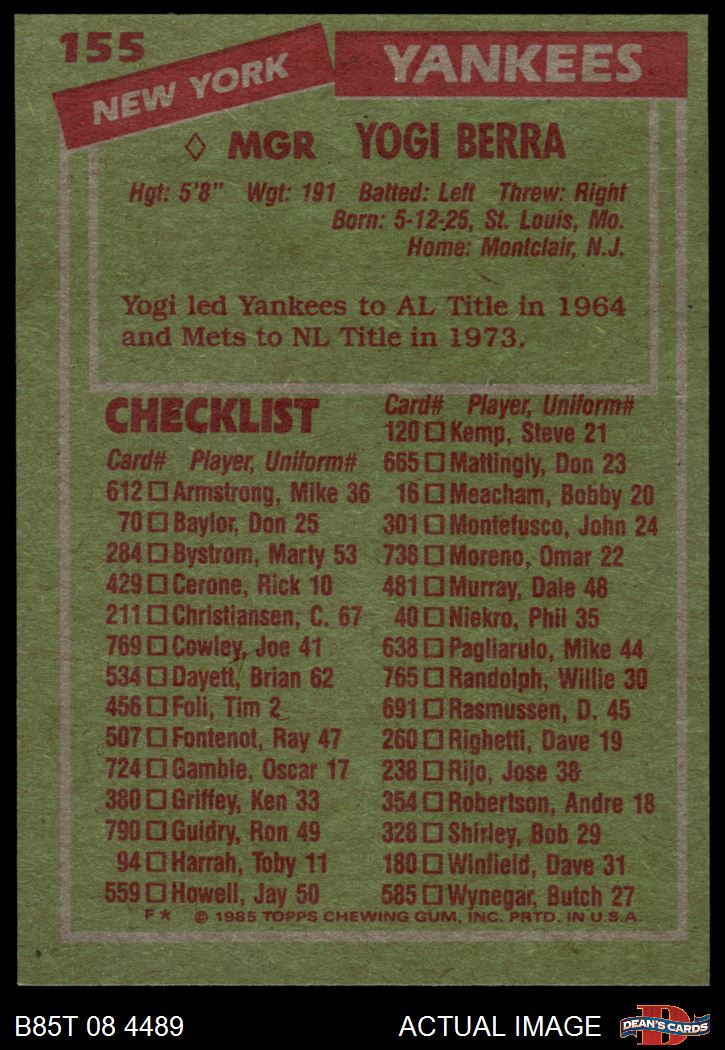 155
NEW YORK YANKEES
◇ MGR YOGI BERRA
Hgt: 5'8" Wgt: 191 Batted: Left Threw: Right
Born: 5-12-25, St. Louis, Mo.
Home: Montclair, N.J.
Yogi led Yankees to AL Title in 1964
and Mets to NL Title in 1973.
CHECKLIST
Card# Player, Uniform#
612 □ Armstrong, Mike 36
70 □ Baylor, Don 25
284 □ Bystrom, Marty 53
429 □ Cerone, Rick 10
211 □ Christiansen, C. 67
769 □ Cowley, Joe 41
534 □ Dayett, Brian 62
456 □ Foli, Tim 2
507 □ Fontenot, Ray 47
724 □ Gamble, Oscar 17
380 □ Griffey, Ken 33
790 □ Guidry, Ron 49
94 □ Harrah, Toby 11
559 □ Howell, Jay 50
Card# Player, Uniform#
120 □ Kemp, Steve 21
665 □ Mattingly, Don 23
16 □ Meacham, Bobby 20
301 □ Montefusco, John 24
738 □ Moreno, Omar 22
481 □ Murray, Dale 48
40 □ Niekro, Phil 35
638 □ Pagliarulo, Mike 44
765 □ Randolph, Willie 30
691 □ Rasmussen, D. 45
260 □ Righetti, Dave 19
238 □ Rijo, Jose 38
354 □ Robertson, Andre 18
328 □ Shirley, Bob 29
180 □ Winfield, Dave 31
585 □ Wynegar, Butch 27
F* © 1985 TOPPS CHEWING GUM, INC. PRTD. IN U.S.A.
B85T 08 4489 ACTUAL IMAGE
D
DEAN'S CARDS